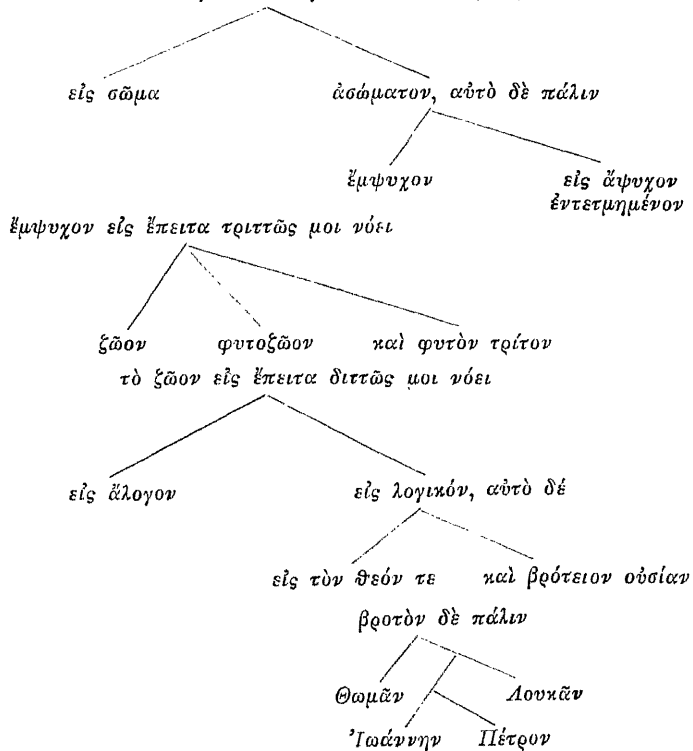 εἰς σῶμα ἀσώματον, αὐτὸ δὲ πάλιν
ἔμψυχον εἰς ἄψυχον
ἐντετμημένον
ἔμψυχον εἰς ἔπειτα τριττῶς μοι νόει
ζῶον φυτοζῶον καὶ φυτὸν τρίτον
τὸ ζῶον εἰς ἔπειτα διττῶς μοι νόει
εἰς ἄλογον εἰς λογικόν, αὐτὸ δέ
εἰς τὸν θεόν τε καὶ βρότειον οὐσίαν
βροτὸν δὲ πάλιν
Θωμᾶν Λουκᾶν
Ἰωάννην Πέτρον